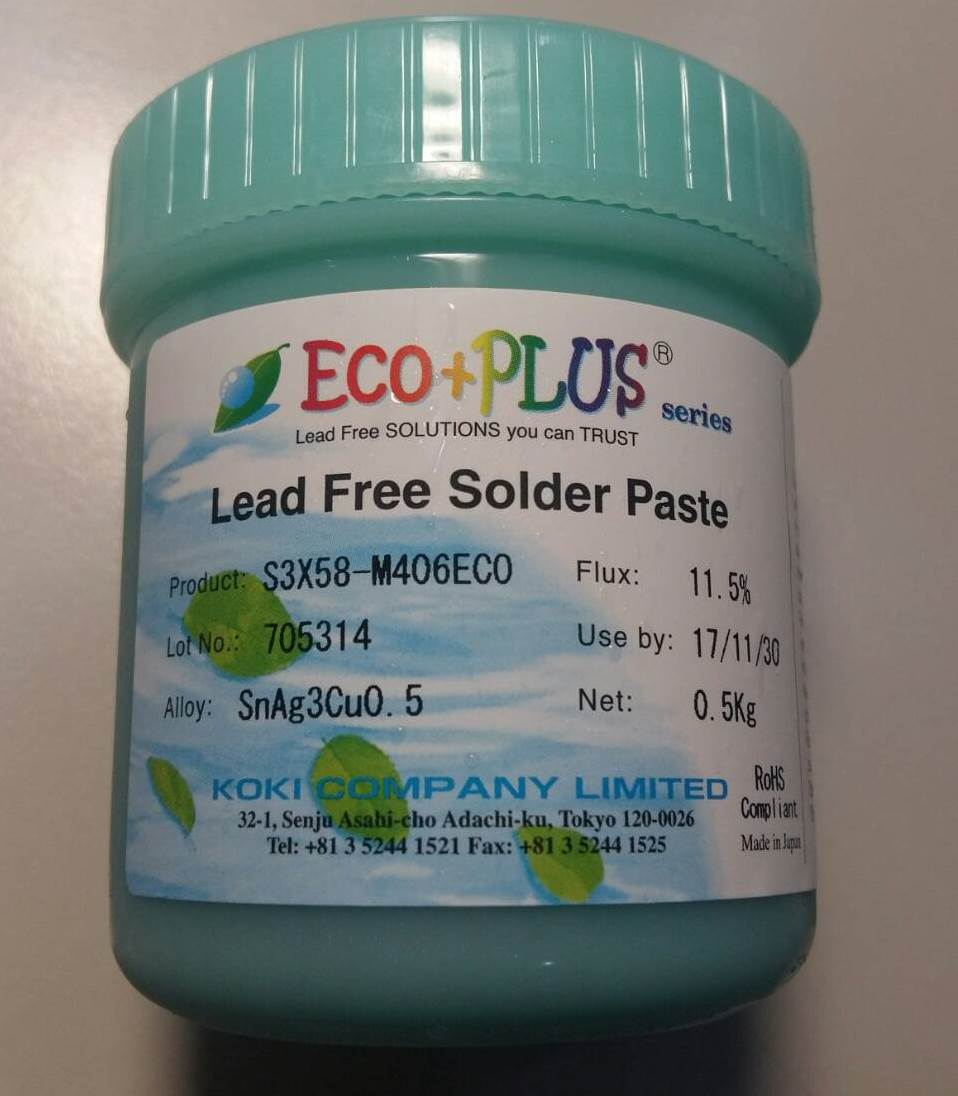 ECO+PLUS®
series
Lead Free SOLUTIONS you can TRUST
Lead Free Solder Paste
Product: S3X58-M406ECO Flux: 11.5%
Lot No.: 705314 Use by: 17/11/30
Alloy: SnAg3Cu0.5 Net: 0.5Kg
KOKI COMPANY LIMITED
32-1, Senju Asahi-cho Adachi-ku, Tokyo 120-0026
Tel: +81 3 5244 1521 Fax: +81 3 5244 1525
RoHS
Compliant
Made in Japan